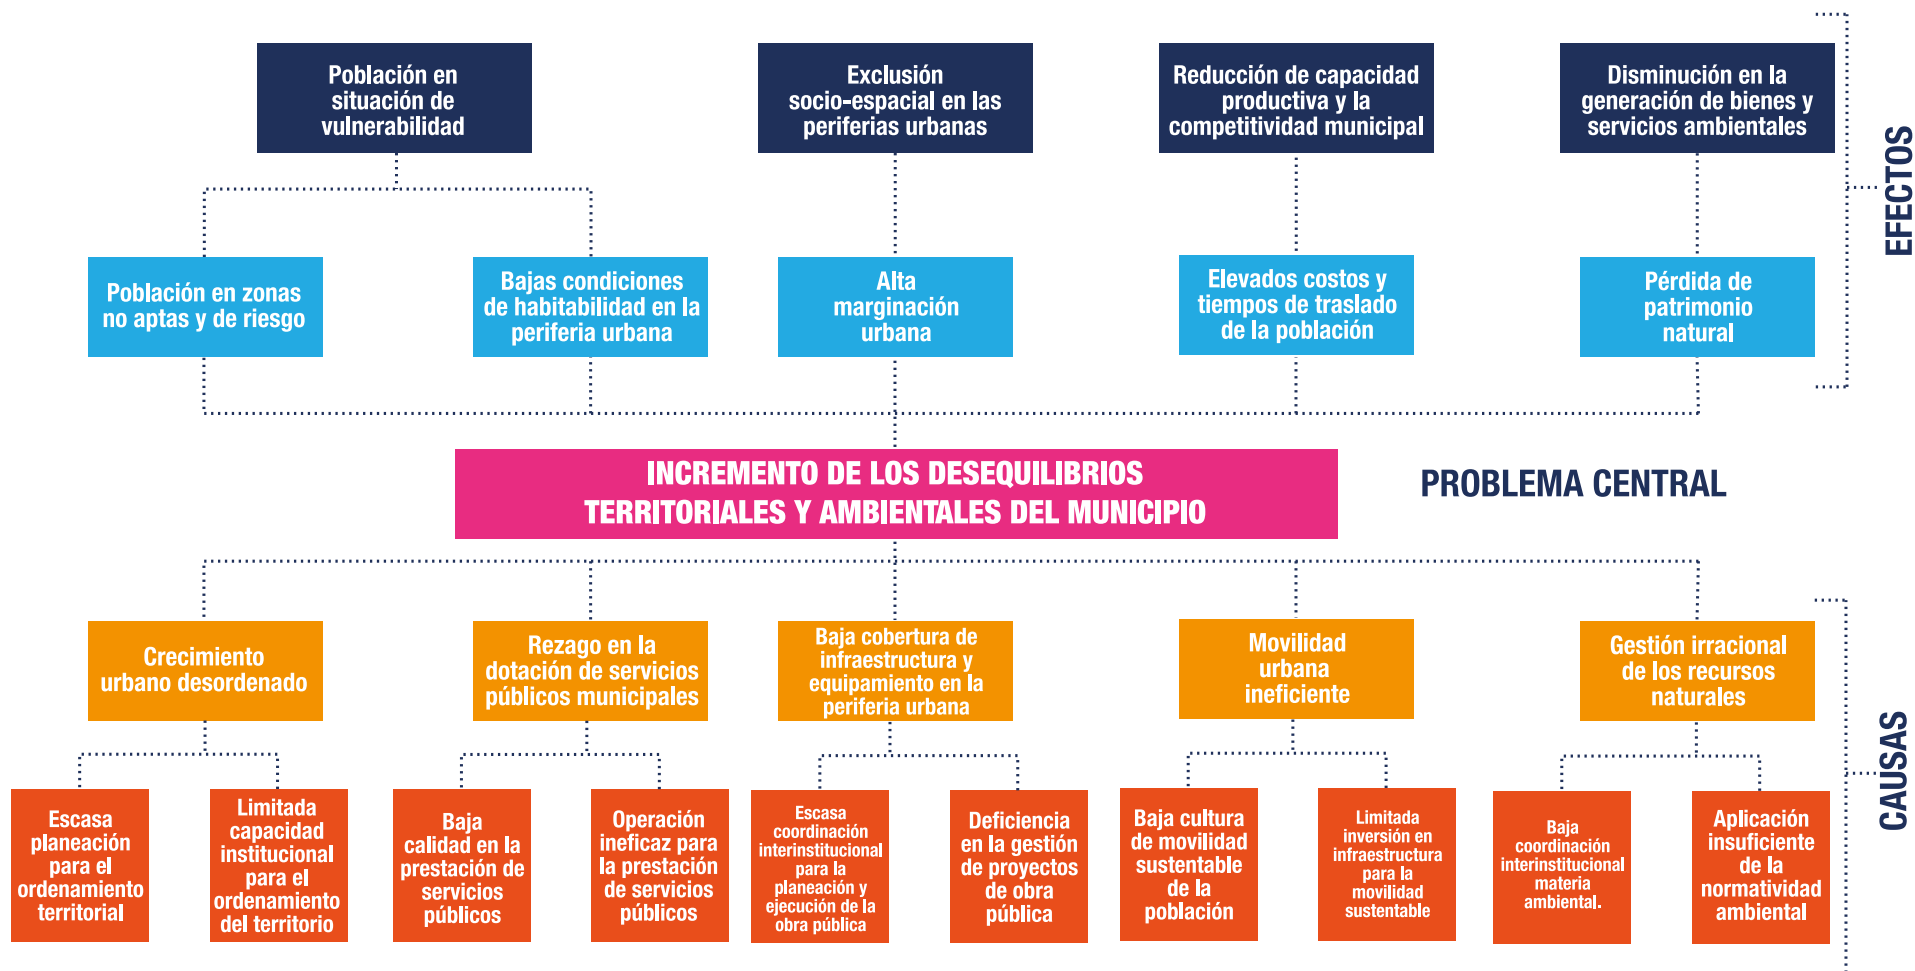 Población en
situación de
vulnerabilidad
Exclusión
socio-espacial en las
periferias urbanas
Reducción de capacidad
productiva y la
competitividad municipal
Disminución en la
generación de bienes y
servicios ambientales
EFECTOS
Población en zonas
no aptas y de riesgo
Bajas condiciones
de habitabilidad en la
periferia urbana
Alta
marginación
urbana
Elevados costos y
tiempos de traslado
de la población
Pérdida de
patrimonio
natural
INCREMENTO DE LOS DESEQUILIBRIOS
TERRITORIALES Y AMBIENTALES DEL MUNICIPIO
PROBLEMA CENTRAL
Crecimiento
urbano desordenado
Rezago en la
dotación de servicios
públicos municipales
Baja cobertura de
infraestructura y
equipamiento en la
periferia urbana
Movilidad
urbana
ineficiente
Gestión irracional
de los recursos
naturales
CAUSAS
Escasa
planeación
para el
ordenamiento
territorial
Limitada
capacidad
institucional
para el
ordenamiento
del territorio
Baja
calidad en la
prestación de
servicios
públicos
Operación
ineficaz para
la prestación
de servicios
públicos
Escasa
coordinación
interinstitucional
para la
planeación y
ejecución de la
obra pública
Deficiencia
en la gestión
de proyectos
de obra
pública
Baja cultura
de movilidad
sustentable
de la
población
Limitada
inversión en
infraestructura
para la
movilidad
sustentable
Baja
coordinación
interinstitucional
materia
ambiental.
Aplicación
insuficiente
de la
normatividad
ambiental